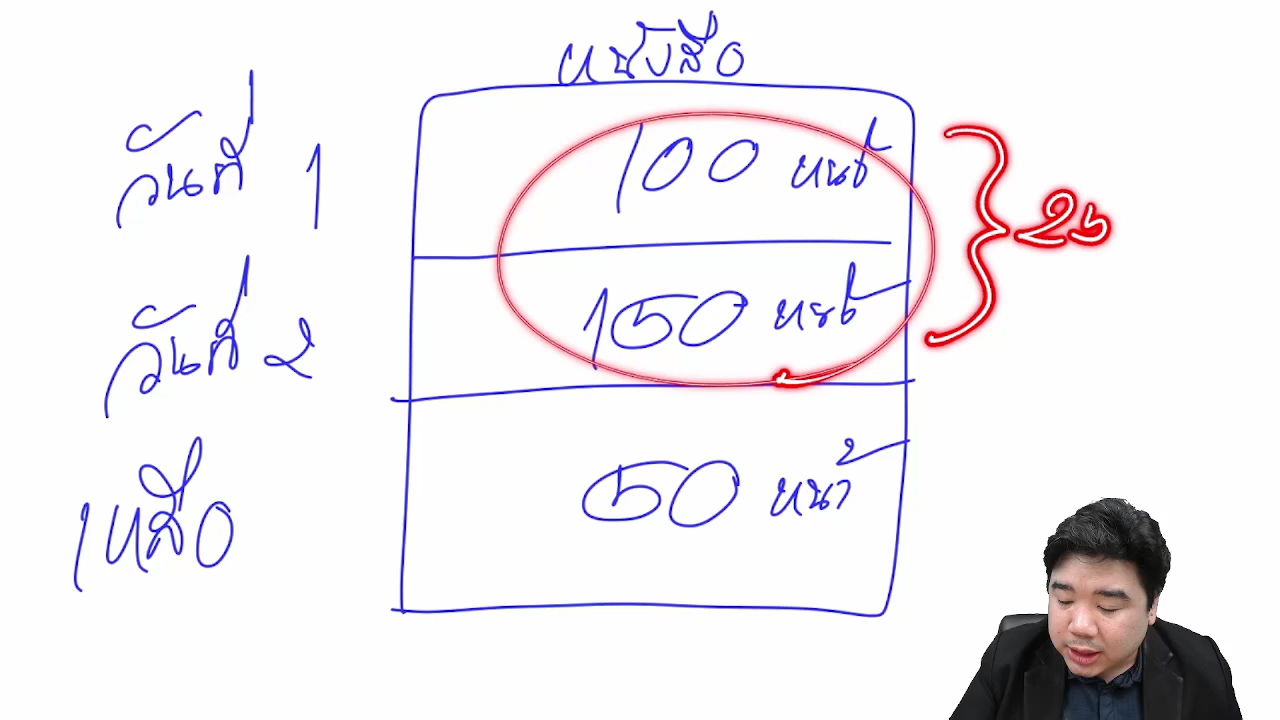 หนังสือ
วันที่ 1 100 หน้า
25
วันที่ 2 150 หน้า
เหลือ 50 หน้า